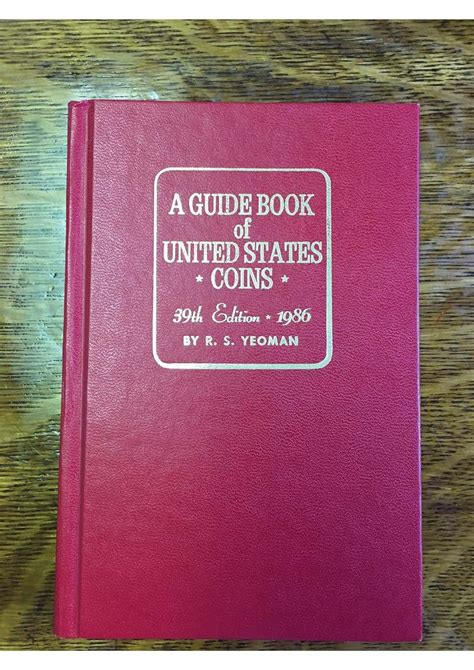 A GUIDE BOOK
of
UNITED STATES
★ COINS ★
39th Edition ★ 1986
BY R. S. YEOMAN